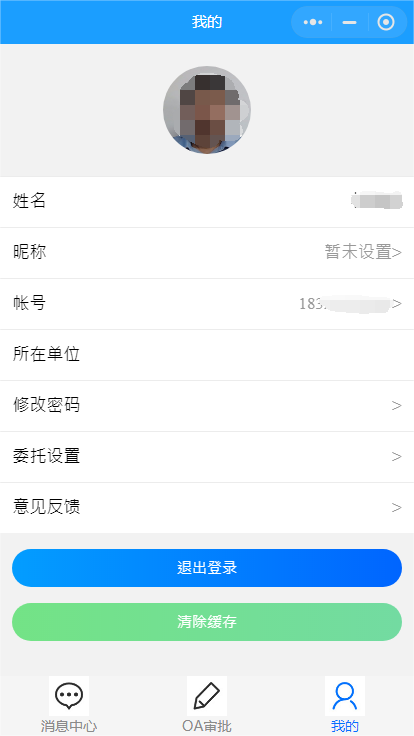 我的
姓名
昵称
暂未设置>
帐号
183 >
所在单位
修改密码 >
委托设置 >
意见反馈 >
退出登录
清除缓存
消息中心
OA审批
我的